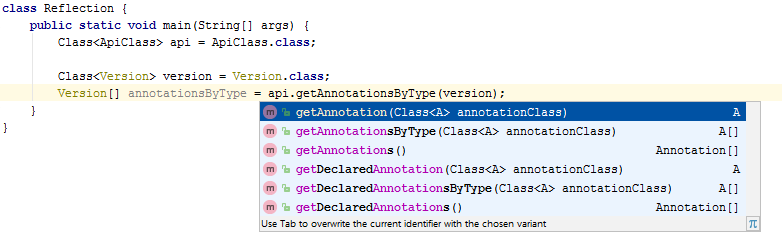 class Reflection {
public static void main(String[] args) {
Class<ApiClass> api = ApiClass.class;
Class<Version> version = Version.class;
Version[] annotationsByType = api.getAnnotationsByType(version);
}
}
m getAnnotation(Class<A> annotationClass) A
m getAnnotationsByType(Class<A> annotationClass) A[]
m getAnnotations() Annotation[]
m getDeclaredAnnotation(Class<A> annotationClass) A
m getDeclaredAnnotationsByType(Class<A> annotationClass) A[]
m getDeclaredAnnotations() Annotation[]
Use Tab to overwrite the current identifier with the chosen variant π